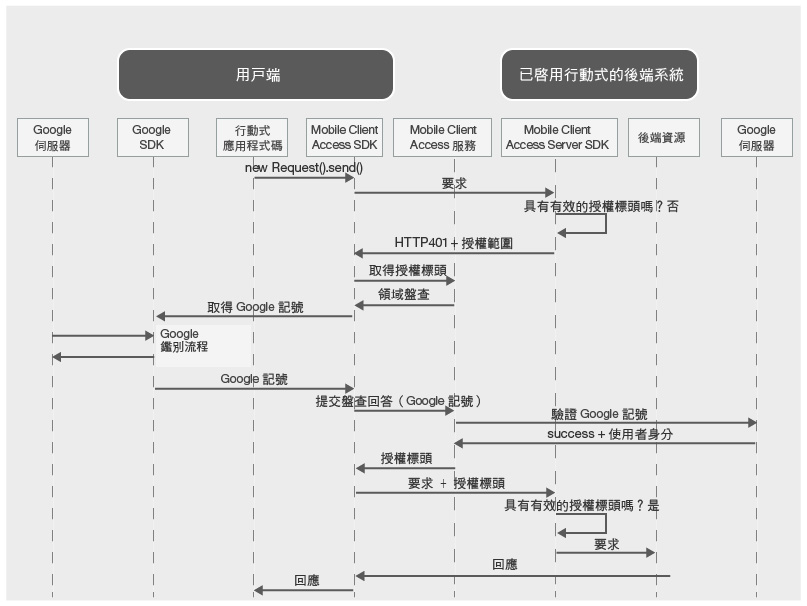 用戶端
已啓用行動式的後端系統
Google
伺服器
Google
SDK
行動式
應用程式碼
Mobile Client
Access SDK
Mobile Client
Access 服務
Mobile Client
Access Server SDK
後端資源
Google
伺服器
new Request().send()
要求
具有有效的授權標頭嗎？否
HTTP401 + 授權範圍
取得授權標頭
領域盤查
取得 Google 記號
Google
鑑別流程
Google 記號
提交盤查回答（Google 記號）
驗證 Google 記號
success + 使用者身分
授權標頭
要求 + 授權標頭
具有有效的授權標頭嗎？是
要求
回應
回應